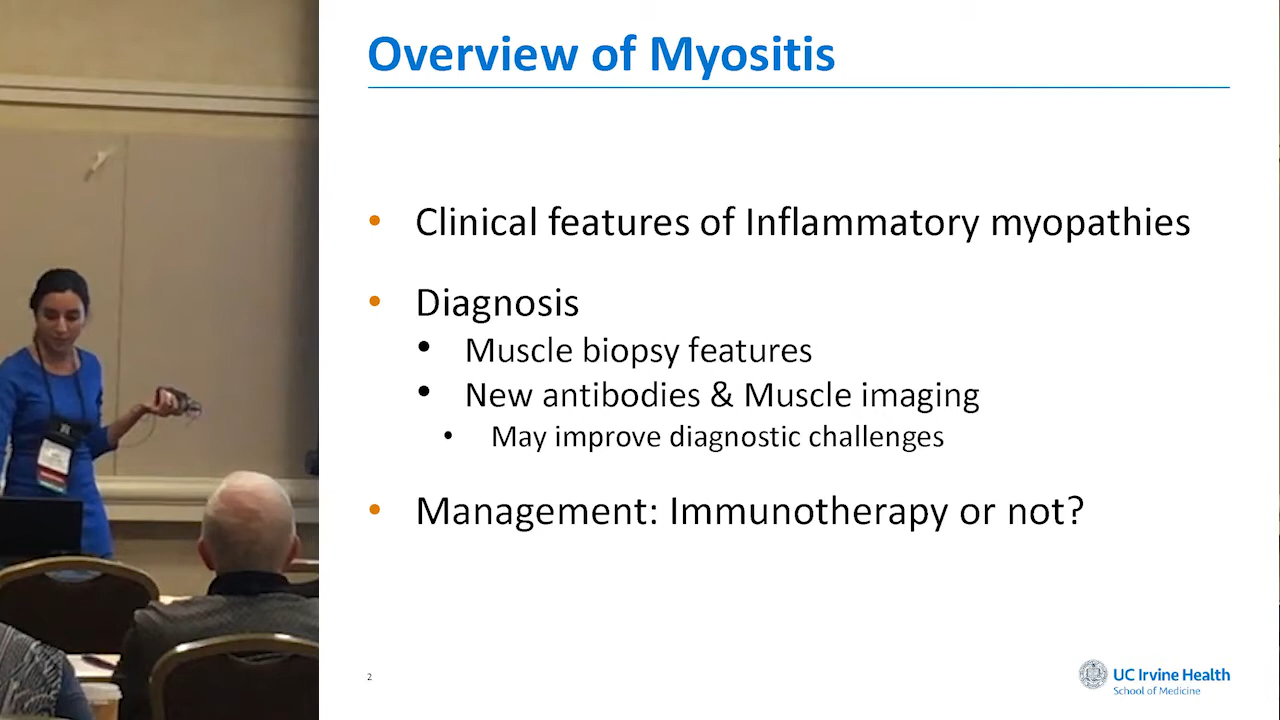 Overview of Myositis
• Clinical features of Inflammatory myopathies
• Diagnosis
• Muscle biopsy features
• New antibodies & Muscle imaging
• May improve diagnostic challenges
• Management: Immunotherapy or not?
2
UC Irvine Health
School of Medicine